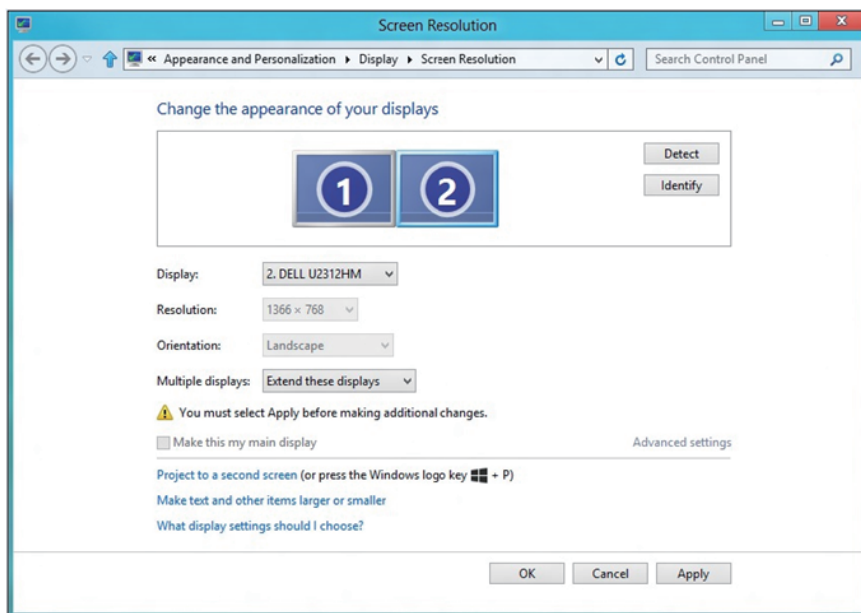 Screen Resolution
« Appearance and Personalization Display Screen Resolution Search Control Panel
Change the appearance of your displays
1 2
Detect
Identify
Display: 2. DELL U2312HM
Resolution: 1366 × 768
Orientation: Landscape
Multiple displays: Extend these displays
You must select Apply before making additional changes.
Make this my main display Advanced settings
Project to a second screen (or press the Windows logo key + P)
Make text and other items larger or smaller
What display settings should I choose?
OK Cancel Apply